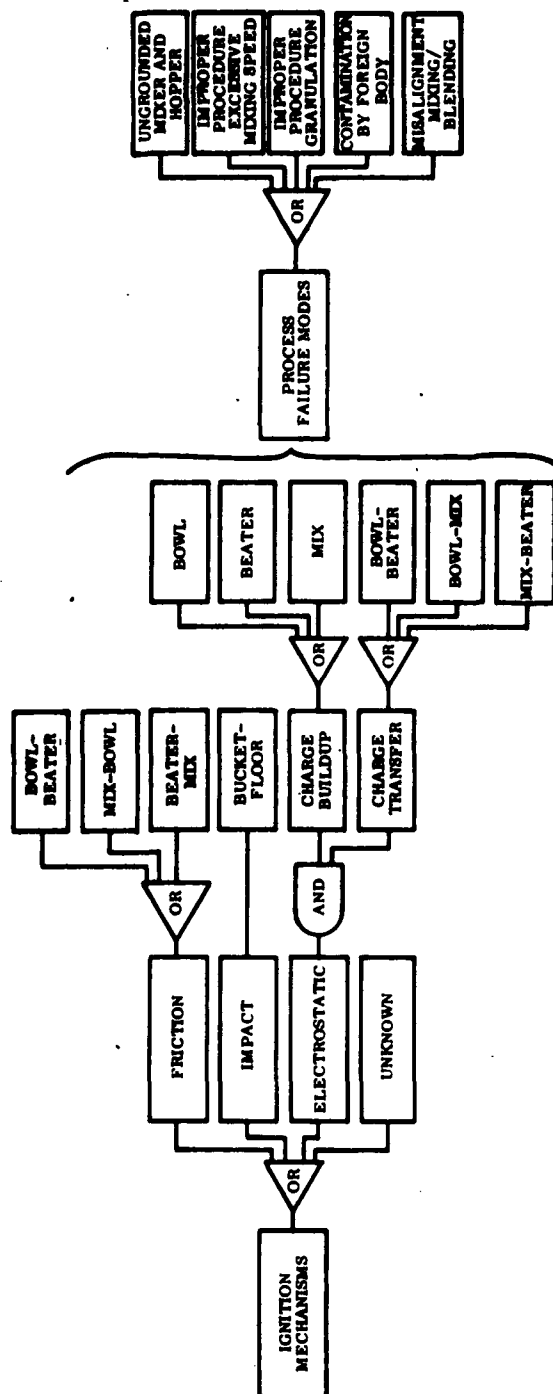 IGNITION
MECHANISMS
OR
FRICTION
IMPACT
ELECTROSTATIC
UNKNOWN
OR
AND
BOWL-
BEATER
MIX-BOWL
BEATER-
MIX
BUCKET-
FLOOR
CHARGE
BUILDUP
CHARGE
TRANSFER
OR
OR
BOWL
BEATER
MIX
BOWL-
BEATER
BOWL-MIX
MIX-BEATER
PROCESS
FAILURE MODES
OR
UNGROUNDED
MIXER AND
HOPPER
IMPROPER
PROCEDURE
EXCESSIVE
MIXING SPEED
IMPROPER
PROCEDURE
GRANULATION
CONTAMINATION
BY FOREIGN
BODY
MISALIGNMENT
MIXING/
BLENDING